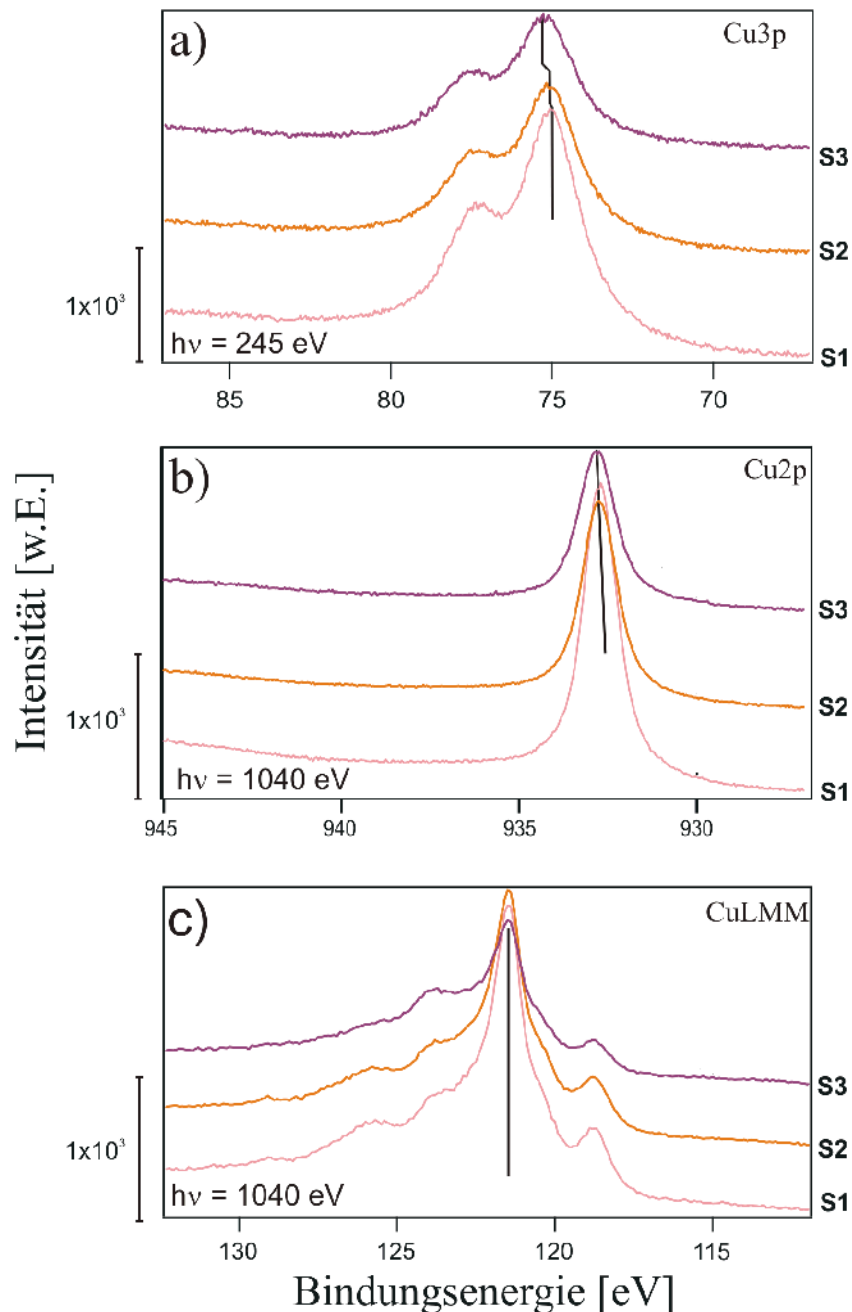 a)
Cu3p
S3
S2
1x10³
hν = 245 eV
S1
85
80
75
70
b)
Cu2p
Intensität [w.E.]
S3
S2
1x10³
hν = 1040 eV
S1
945
940
935
930
c)
CuLMM
S3
S2
1x10³
hν = 1040 eV
S1
130
125
120
115
Bindungsenergie [eV]